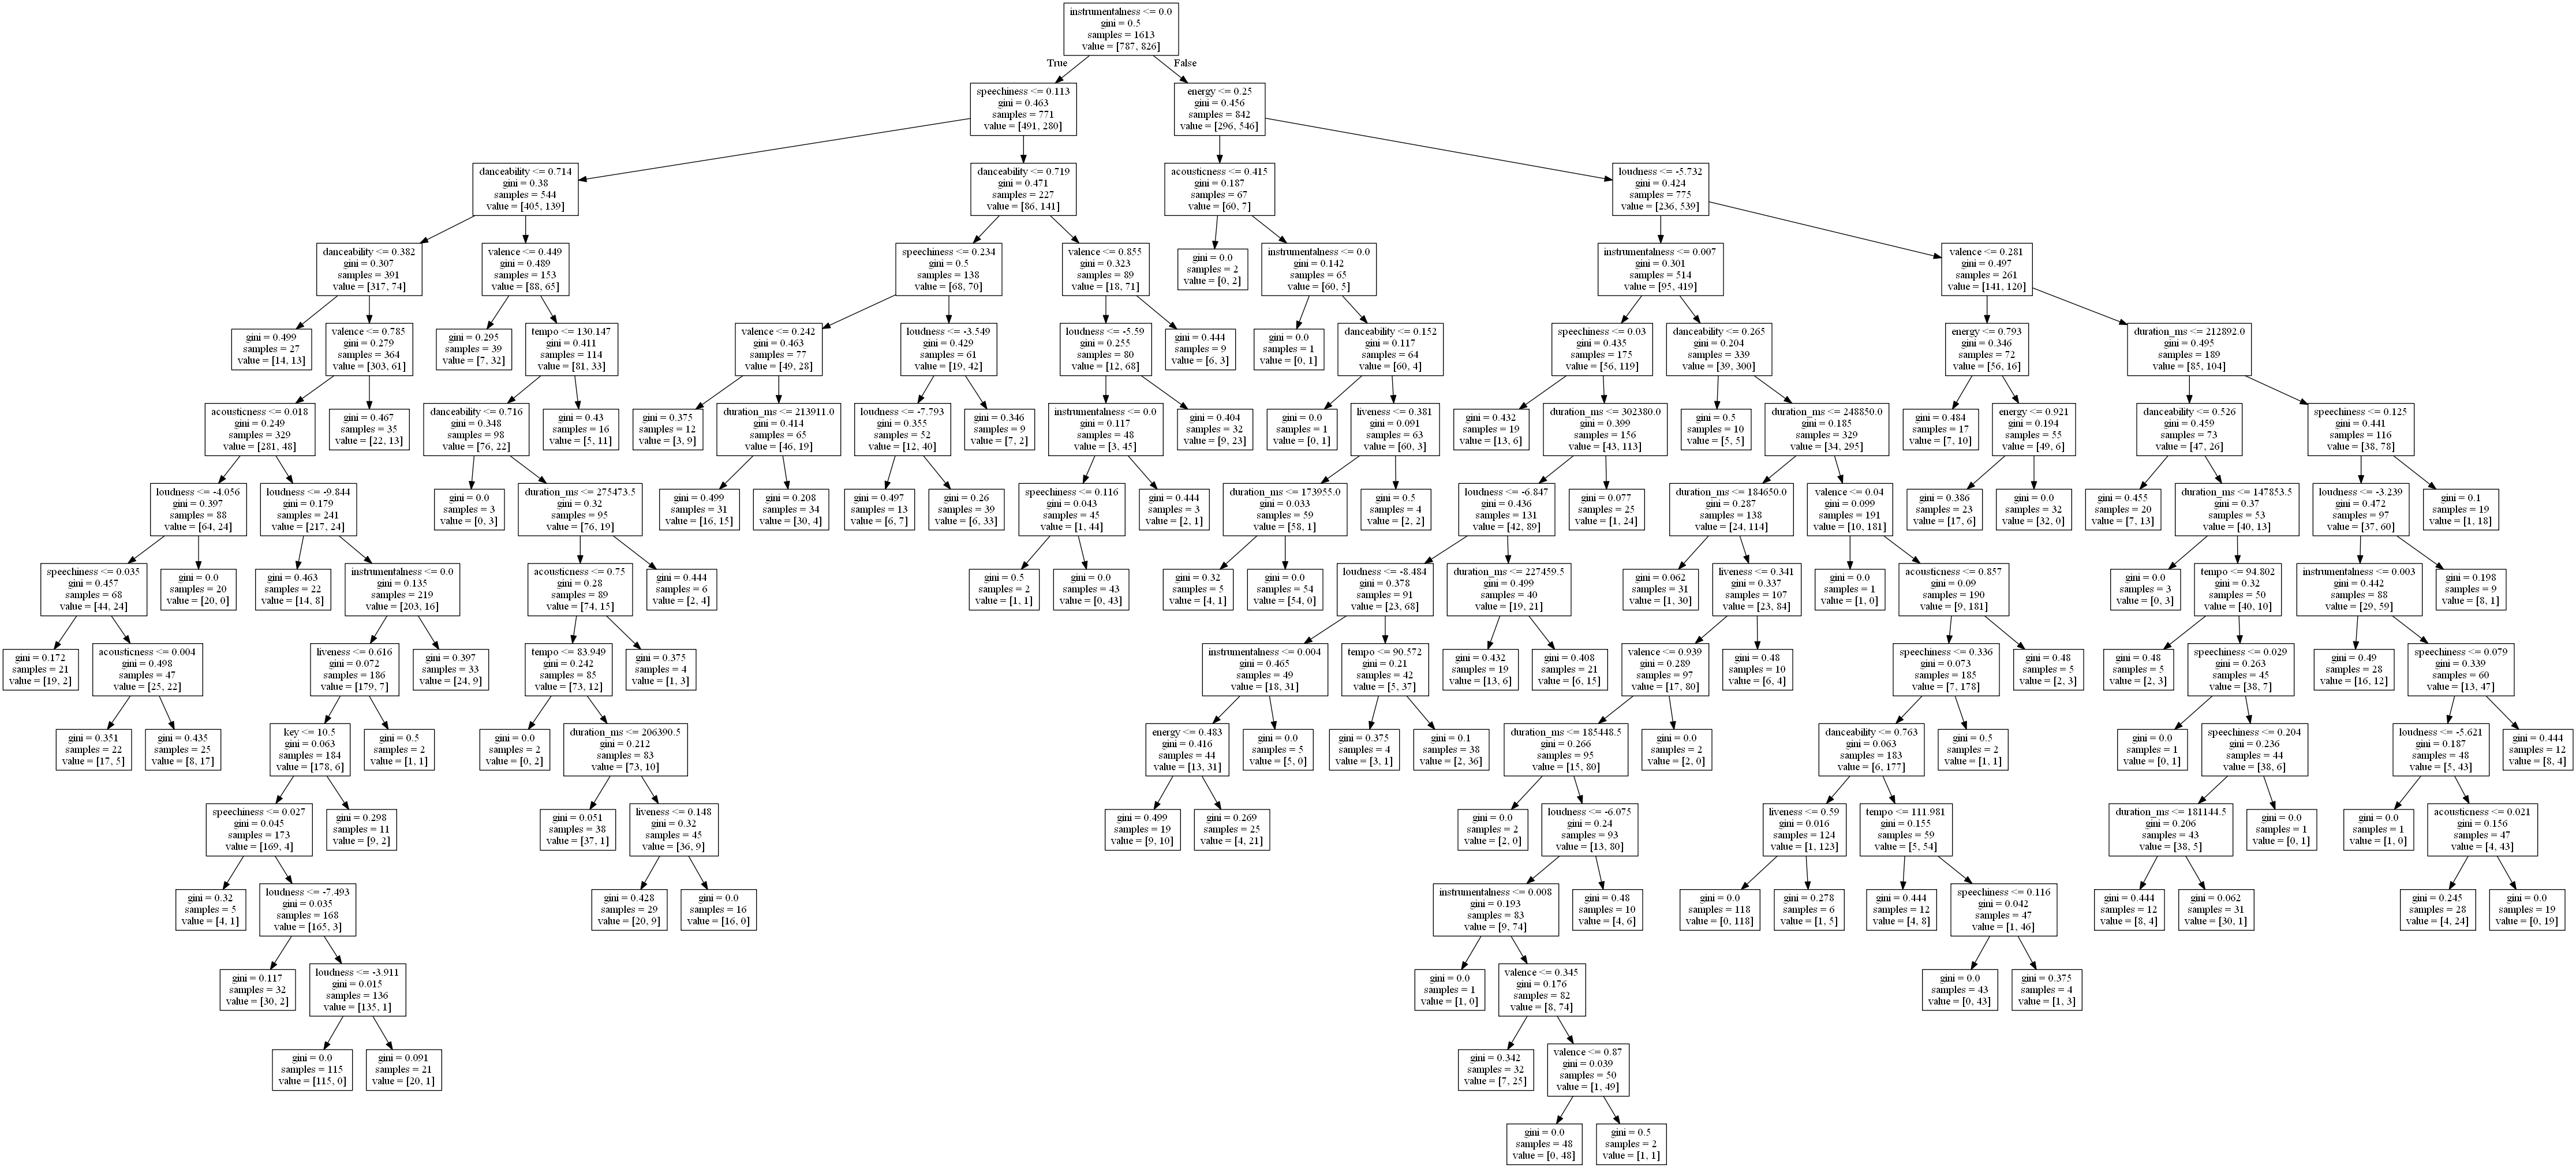 instrumentalness <= 0.0
gini = 0.5
samples = 1613
value = [787, 826]
True
False
speechiness <= 0.113
gini = 0.463
samples = 771
value = [491, 280]
energy <= 0.25
gini = 0.456
samples = 842
value = [296, 546]
danceability <= 0.714
gini = 0.38
samples = 544
value = [405, 139]
danceability <= 0.719
gini = 0.471
samples = 227
value = [86, 141]
acousticness <= 0.415
gini = 0.187
samples = 67
value = [60, 7]
loudness <= -5.732
gini = 0.424
samples = 775
value = [236, 539]
danceability <= 0.382
gini = 0.307
samples = 391
value = [317, 74]
valence <= 0.449
gini = 0.489
samples = 153
value = [88, 65]
speechiness <= 0.234
gini = 0.5
samples = 138
value = [68, 70]
valence <= 0.855
gini = 0.323
samples = 89
value = [18, 71]
gini = 0.0
samples = 2
value = [0, 2]
instrumentalness <= 0.0
gini = 0.142
samples = 65
value = [60, 5]
instrumentalness <= 0.007
gini = 0.301
samples = 514
value = [95, 419]
valence <= 0.281
gini = 0.497
samples = 261
value = [141, 120]
gini = 0.499
samples = 27
value = [14, 13]
valence <= 0.785
gini = 0.279
samples = 364
value = [303, 61]
gini = 0.295
samples = 39
value = [7, 32]
tempo <= 130.147
gini = 0.411
samples = 114
value = [81, 33]
valence <= 0.242
gini = 0.463
samples = 77
value = [49, 28]
loudness <= -3.549
gini = 0.429
samples = 61
value = [19, 42]
loudness <= -5.59
gini = 0.255
samples = 80
value = [12, 68]
gini = 0.444
samples = 9
value = [6, 3]
gini = 0.0
samples = 1
value = [0, 1]
danceability <= 0.152
gini = 0.117
samples = 64
value = [60, 4]
speechiness <= 0.03
gini = 0.435
samples = 175
value = [56, 119]
danceability <= 0.265
gini = 0.204
samples = 339
value = [39, 300]
energy <= 0.793
gini = 0.346
samples = 72
value = [56, 16]
duration_ms <= 212892.0
gini = 0.495
samples = 189
value = [85, 104]
acousticness <= 0.018
gini = 0.249
samples = 329
value = [281, 48]
gini = 0.467
samples = 35
value = [22, 13]
danceability <= 0.716
gini = 0.348
samples = 98
value = [76, 22]
gini = 0.43
samples = 16
value = [5, 11]
gini = 0.375
samples = 12
value = [3, 9]
duration_ms <= 213911.0
gini = 0.414
samples = 65
value = [46, 19]
loudness <= -7.793
gini = 0.355
samples = 52
value = [12, 40]
gini = 0.346
samples = 9
value = [7, 2]
instrumentalness <= 0.0
gini = 0.117
samples = 48
value = [3, 45]
gini = 0.404
samples = 32
value = [9, 23]
gini = 0.0
samples = 1
value = [0, 1]
liveness <= 0.381
gini = 0.091
samples = 63
value = [60, 3]
gini = 0.432
samples = 19
value = [13, 6]
duration_ms <= 302380.0
gini = 0.399
samples = 156
value = [43, 113]
gini = 0.5
samples = 10
value = [5, 5]
duration_ms <= 248850.0
gini = 0.185
samples = 329
value = [34, 295]
gini = 0.484
samples = 17
value = [7, 10]
energy <= 0.921
gini = 0.194
samples = 55
value = [49, 6]
danceability <= 0.526
gini = 0.459
samples = 73
value = [47, 26]
speechiness <= 0.125
gini = 0.441
samples = 116
value = [38, 78]
loudness <= -4.056
gini = 0.397
samples = 88
value = [64, 24]
loudness <= -9.844
gini = 0.179
samples = 241
value = [217, 24]
gini = 0.0
samples = 3
value = [0, 3]
duration_ms <= 275473.5
gini = 0.32
samples = 95
value = [76, 19]
gini = 0.499
samples = 31
value = [16, 15]
gini = 0.208
samples = 34
value = [30, 4]
gini = 0.497
samples = 13
value = [6, 7]
gini = 0.26
samples = 39
value = [6, 33]
speechiness <= 0.116
gini = 0.043
samples = 45
value = [1, 44]
gini = 0.444
samples = 3
value = [2, 1]
duration_ms <= 173955.0
gini = 0.033
samples = 59
value = [58, 1]
gini = 0.5
samples = 4
value = [2, 2]
loudness <= -6.847
gini = 0.436
samples = 131
value = [42, 89]
gini = 0.077
samples = 25
value = [1, 24]
duration_ms <= 184650.0
gini = 0.287
samples = 138
value = [24, 114]
valence <= 0.04
gini = 0.099
samples = 191
value = [10, 181]
gini = 0.386
samples = 23
value = [17, 6]
gini = 0.0
samples = 32
value = [32, 0]
gini = 0.455
samples = 20
value = [7, 13]
duration_ms <= 147853.5
gini = 0.37
samples = 53
value = [40, 13]
loudness <= -3.239
gini = 0.472
samples = 97
value = [37, 60]
gini = 0.1
samples = 19
value = [1, 18]
speechiness <= 0.035
gini = 0.457
samples = 68
value = [44, 24]
gini = 0.0
samples = 20
value = [20, 0]
gini = 0.463
samples = 22
value = [14, 8]
instrumentalness <= 0.0
gini = 0.135
samples = 219
value = [203, 16]
acousticness <= 0.75
gini = 0.28
samples = 89
value = [74, 15]
gini = 0.444
samples = 6
value = [2, 4]
gini = 0.5
samples = 2
value = [1, 1]
gini = 0.0
samples = 43
value = [0, 43]
gini = 0.32
samples = 5
value = [4, 1]
gini = 0.0
samples = 54
value = [54, 0]
loudness <= -8.484
gini = 0.378
samples = 91
value = [23, 68]
duration_ms <= 227459.5
gini = 0.499
samples = 40
value = [19, 21]
gini = 0.062
samples = 31
value = [1, 30]
liveness <= 0.341
gini = 0.337
samples = 107
value = [23, 84]
gini = 0.0
samples = 1
value = [1, 0]
acousticness <= 0.857
gini = 0.09
samples = 190
value = [9, 181]
gini = 0.0
samples = 3
value = [0, 3]
tempo <= 94.802
gini = 0.32
samples = 50
value = [40, 10]
instrumentalness <= 0.003
gini = 0.442
samples = 88
value = [29, 59]
gini = 0.198
samples = 9
value = [8, 1]
gini = 0.172
samples = 21
value = [19, 2]
acousticness <= 0.004
gini = 0.498
samples = 47
value = [25, 22]
liveness <= 0.616
gini = 0.072
samples = 186
value = [179, 7]
gini = 0.397
samples = 33
value = [24, 9]
tempo <= 83.949
gini = 0.242
samples = 85
value = [73, 12]
gini = 0.375
samples = 4
value = [1, 3]
instrumentalness <= 0.004
gini = 0.465
samples = 49
value = [18, 31]
tempo <= 90.572
gini = 0.21
samples = 42
value = [5, 37]
gini = 0.432
samples = 19
value = [13, 6]
gini = 0.408
samples = 21
value = [6, 15]
valence <= 0.939
gini = 0.289
samples = 97
value = [17, 80]
gini = 0.48
samples = 10
value = [6, 4]
speechiness <= 0.336
gini = 0.073
samples = 185
value = [7, 178]
gini = 0.48
samples = 5
value = [2, 3]
gini = 0.48
samples = 5
value = [2, 3]
speechiness <= 0.029
gini = 0.263
samples = 45
value = [38, 7]
gini = 0.49
samples = 28
value = [16, 12]
speechiness <= 0.079
gini = 0.339
samples = 60
value = [13, 47]
gini = 0.351
samples = 22
value = [17, 5]
gini = 0.435
samples = 25
value = [8, 17]
key <= 10.5
gini = 0.063
samples = 184
value = [178, 6]
gini = 0.5
samples = 2
value = [1, 1]
gini = 0.0
samples = 2
value = [0, 2]
duration_ms <= 206390.5
gini = 0.212
samples = 83
value = [73, 10]
energy <= 0.483
gini = 0.416
samples = 44
value = [13, 31]
gini = 0.0
samples = 5
value = [5, 0]
gini = 0.375
samples = 4
value = [3, 1]
gini = 0.1
samples = 38
value = [2, 36]
duration_ms <= 185448.5
gini = 0.266
samples = 95
value = [15, 80]
gini = 0.0
samples = 2
value = [2, 0]
danceability <= 0.763
gini = 0.063
samples = 183
value = [6, 177]
gini = 0.5
samples = 2
value = [1, 1]
gini = 0.0
samples = 1
value = [0, 1]
speechiness <= 0.204
gini = 0.236
samples = 44
value = [38, 6]
loudness <= -5.621
gini = 0.187
samples = 48
value = [5, 43]
gini = 0.444
samples = 12
value = [8, 4]
speechiness <= 0.027
gini = 0.045
samples = 173
value = [169, 4]
gini = 0.298
samples = 11
value = [9, 2]
gini = 0.051
samples = 38
value = [37, 1]
liveness <= 0.148
gini = 0.32
samples = 45
value = [36, 9]
gini = 0.499
samples = 19
value = [9, 10]
gini = 0.269
samples = 25
value = [4, 21]
gini = 0.0
samples = 2
value = [2, 0]
loudness <= -6.075
gini = 0.24
samples = 93
value = [13, 80]
liveness <= 0.59
gini = 0.016
samples = 124
value = [1, 123]
tempo <= 111.981
gini = 0.155
samples = 59
value = [5, 54]
duration_ms <= 181144.5
gini = 0.206
samples = 43
value = [38, 5]
gini = 0.0
samples = 1
value = [0, 1]
gini = 0.0
samples = 1
value = [1, 0]
acousticness <= 0.021
gini = 0.156
samples = 47
value = [4, 43]
gini = 0.32
samples = 5
value = [4, 1]
loudness <= -7.493
gini = 0.035
samples = 168
value = [165, 3]
gini = 0.428
samples = 29
value = [20, 9]
gini = 0.0
samples = 16
value = [16, 0]
instrumentalness <= 0.008
gini = 0.193
samples = 83
value = [9, 74]
gini = 0.48
samples = 10
value = [4, 6]
gini = 0.0
samples = 118
value = [0, 118]
gini = 0.278
samples = 6
value = [1, 5]
gini = 0.444
samples = 12
value = [4, 8]
speechiness <= 0.116
gini = 0.042
samples = 47
value = [1, 46]
gini = 0.444
samples = 12
value = [8, 4]
gini = 0.062
samples = 31
value = [30, 1]
gini = 0.245
samples = 28
value = [4, 24]
gini = 0.0
samples = 19
value = [0, 19]
gini = 0.117
samples = 32
value = [30, 2]
loudness <= -3.911
gini = 0.015
samples = 136
value = [135, 1]
gini = 0.0
samples = 1
value = [1, 0]
valence <= 0.345
gini = 0.176
samples = 82
value = [8, 74]
gini = 0.0
samples = 43
value = [0, 43]
gini = 0.375
samples = 4
value = [1, 3]
gini = 0.0
samples = 115
value = [115, 0]
gini = 0.091
samples = 21
value = [20, 1]
gini = 0.342
samples = 32
value = [7, 25]
valence <= 0.87
gini = 0.039
samples = 50
value = [1, 49]
gini = 0.0
samples = 48
value = [0, 48]
gini = 0.5
samples = 2
value = [1, 1]